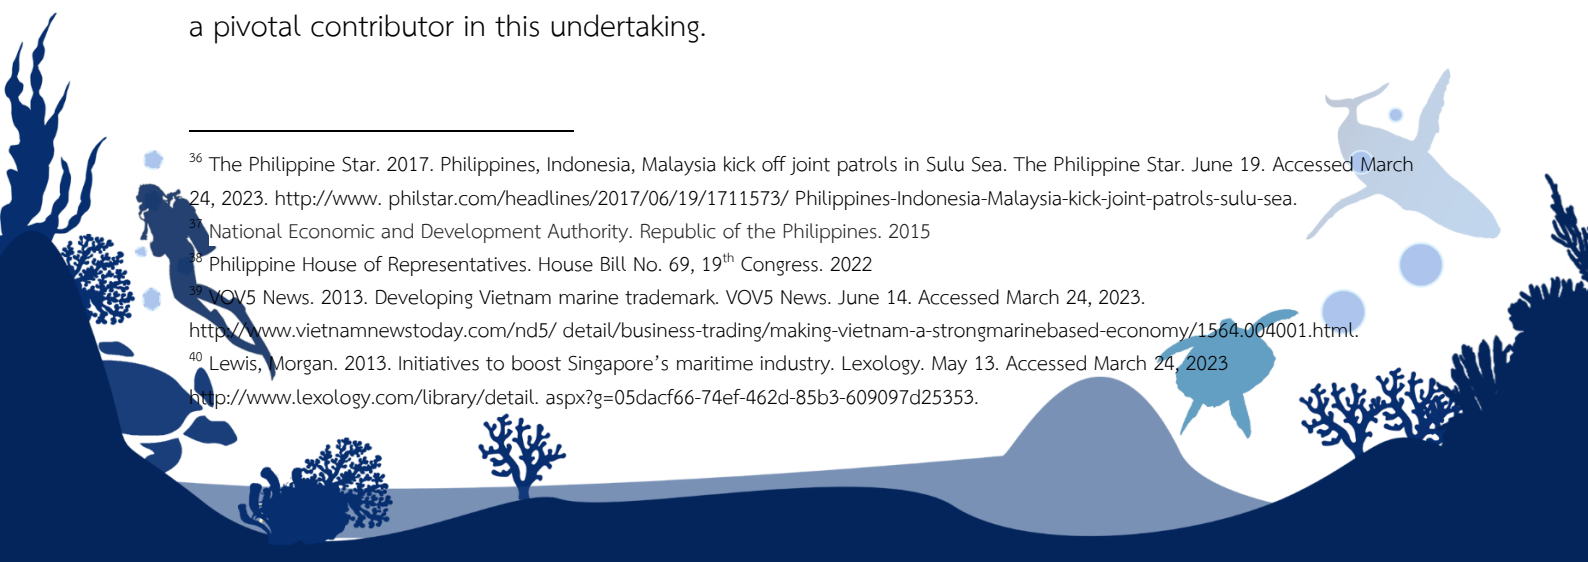 a pivotal contributor in this undertaking.
36 The Philippine Star. 2017. Philippines, Indonesia, Malaysia kick off joint patrols in Sulu Sea. The Philippine Star. June 19. Accessed March
24, 2023. http://www. philstar.com/headlines/2017/06/19/1711573/ Philippines-Indonesia-Malaysia-kick-joint-patrols-sulu-sea.
37 National Economic and Development Authority. Republic of the Philippines. 2015
38 Philippine House of Representatives. House Bill No. 69, 19th Congress. 2022
39 VOV5 News. 2013. Developing Vietnam marine trademark. VOV5 News. June 14. Accessed March 24, 2023.
http://www.vietnamnewstoday.com/nd5/ detail/business-trading/making-vietnam-a-strongmarinebased-economy/1564.004001.html.
40 Lewis, Morgan. 2013. Initiatives to boost Singapore’s maritime industry. Lexology. May 13. Accessed March 24, 2023
http://www.lexology.com/library/detail. aspx?g=05dacf66-74ef-462d-85b3-609097d25353.